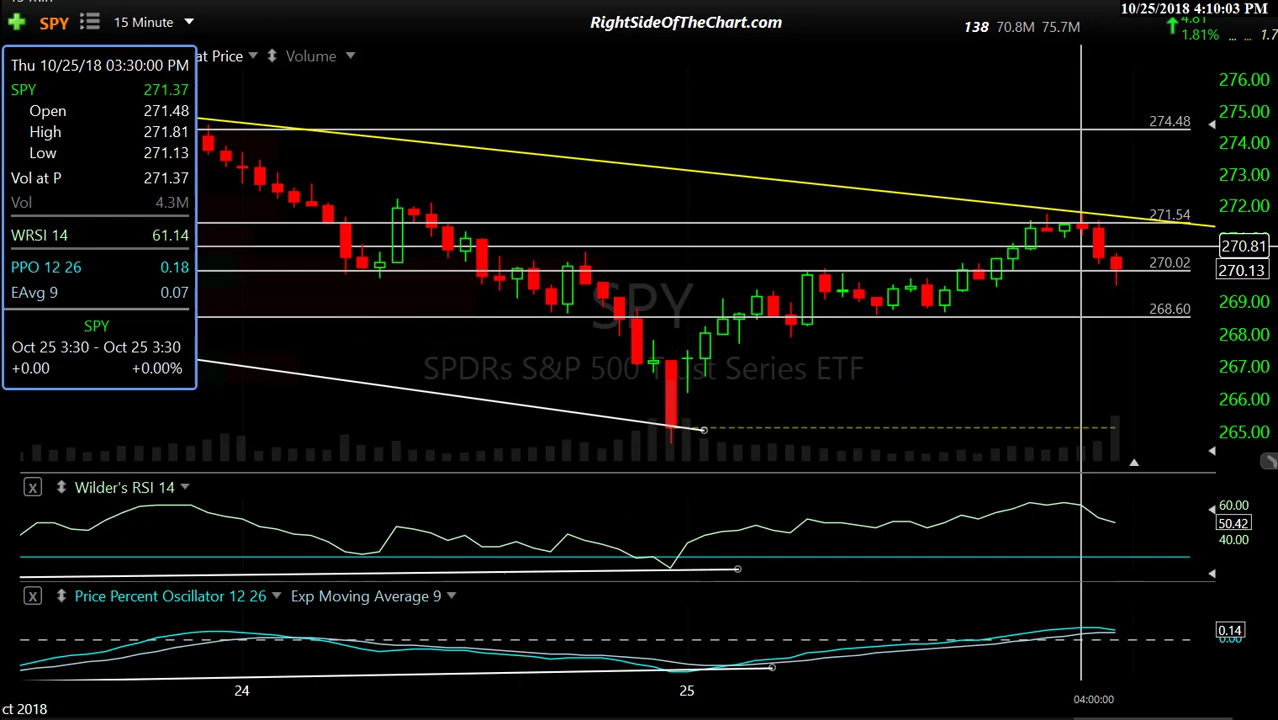 SPY 15 Minute
RightSideOfTheChart.com
138 70.8M 75.7M
10/25/2018 4:10:03 PM
1.81%
at Price Volume
Thu 10/25/18 03:30:00 PM
SPY 271.37
Open 271.48
High 271.81
Low 271.13
Vol at P 271.37
Vol 4.3M
WRSI 14 61.14
PPO 12 26 0.18
EAvg 9 0.07
SPY
Oct 25 3:30 - Oct 25 3:30
+0.00 +0.00%
274.48
271.54
270.02
268.60
276.00
275.00
274.00
273.00
272.00
270.81
270.13
269.00
268.00
267.00
266.00
265.00
SPY
SPDRs S&P 500 Trust Series ETF
X Wilder's RSI 14
60.00
50.42
40.00
X Price Percent Oscillator 12 26 Exp Moving Average 9
0.14
0.00
24 25
04:00:00
ct 2018